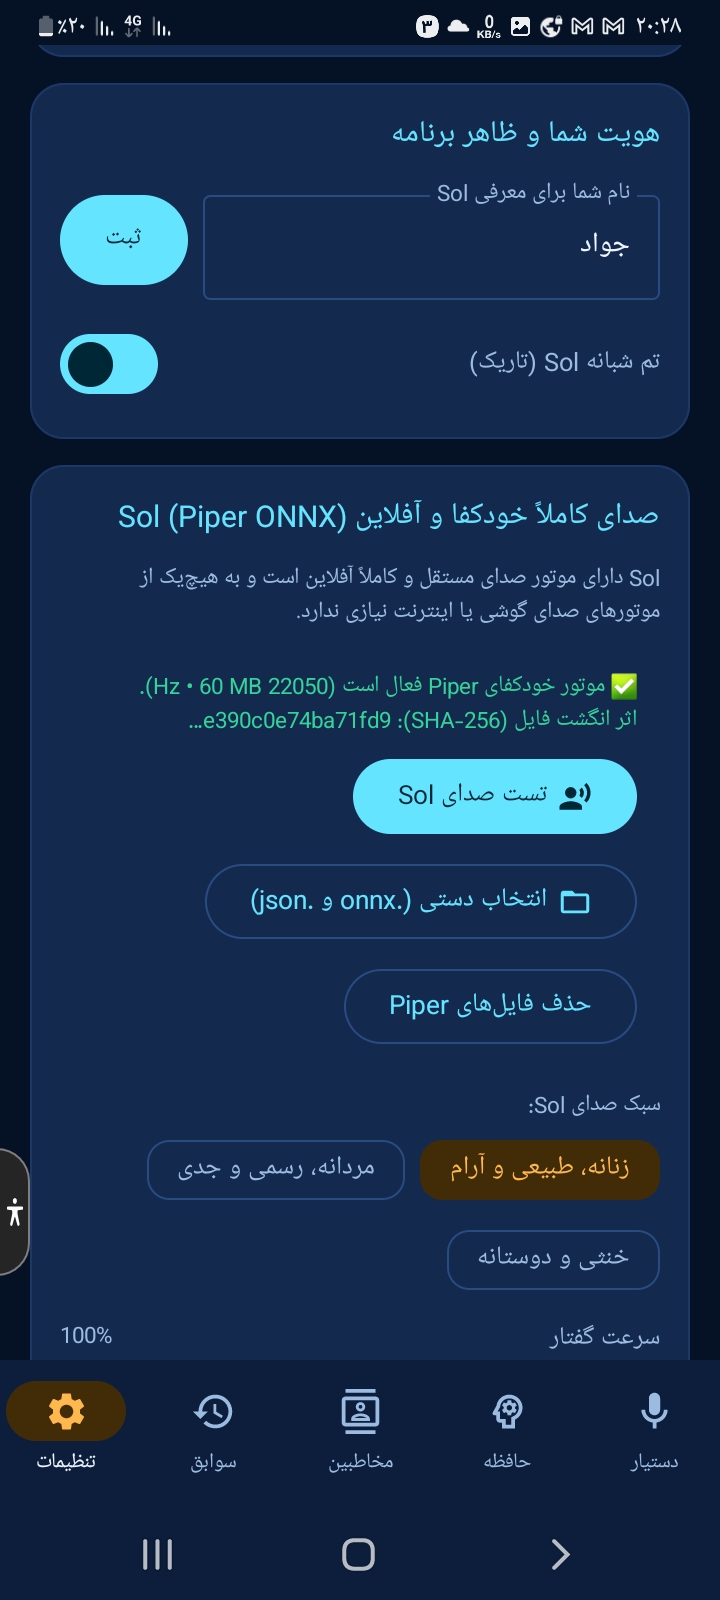 ۲۰:۲۸
۳
0
KB/s
4G
٪۲۰
هویت شما و ظاهر برنامه
نام شما برای معرفی Sol
جواد
ثبت
تم شبانه Sol (تاریک)
صدای کاملاً خودکفا و آفلاین Sol (Piper ONNX)
Sol دارای موتور صدای مستقل و کاملاً آفلاین است و به هیچ‌یک از
موتورهای صدای گوشی یا اینترنت نیازی ندارد.
✅ موتور خودکفای Piper فعال است (22050 Hz • 60 MB).
اثر انگشت فایل (SHA-256): e390c0e74ba71fd9…
تست صدای Sol
انتخاب دستی (.onnx و .json)
حذف فایل‌های Piper
سبک صدای Sol:
زنانه، طبیعی و آرام
مردانه، رسمی و جدی
خنثی و دوستانه
سرعت گفتار
100%
دستیار
حافظه
مخاطبین
سوابق
تنظیمات